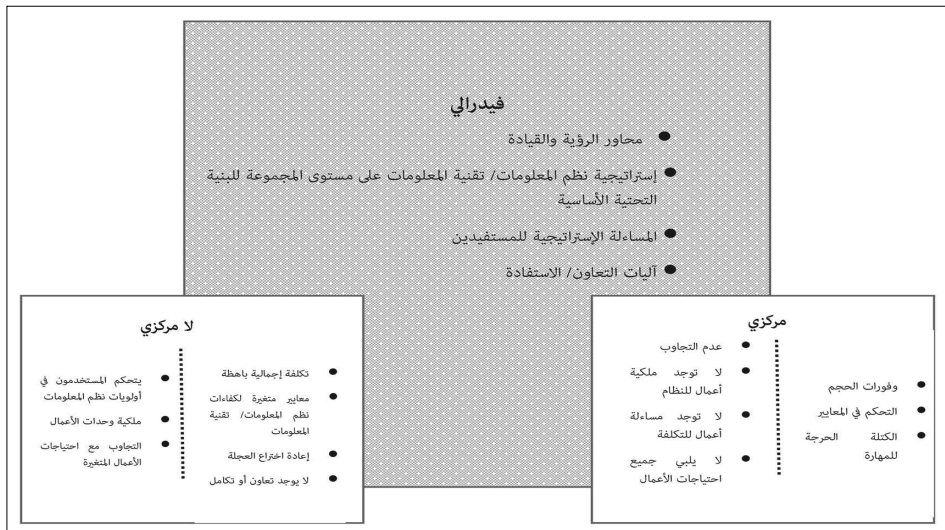 فيدرالي
محاور الرؤية والقيادة
إستراتيجية نظم المعلومات/ تقنية المعلومات على مستوى المجموعة للبنية
التحتية الأساسية
المساءلة الإستراتيجية للمستفيدين
آليات التعاون/ الاستفادة
مركزي
وفورات الحجم
التحكم في المعايير
الكتلة الحرجة
للمهارة
عدم التجاوب
لا توجد ملكية
أعمال للنظام
لا توجد مساءلة
أعمال للتكلفة
لا يلبي جميع
احتياجات الأعمال
لا مركزي
تكلفة إجمالية باهظة
معايير متغيرة لكفاءات
نظم المعلومات/ تقنية
المعلومات
إعادة اختراع العجلة
لا يوجد تعاون أو تكامل
يتحكم المستخدمون في
أولويات نظم المعلومات
ملكية وحدات الأعمال
التجاوب مع احتياجات
الأعمال المتغيرة